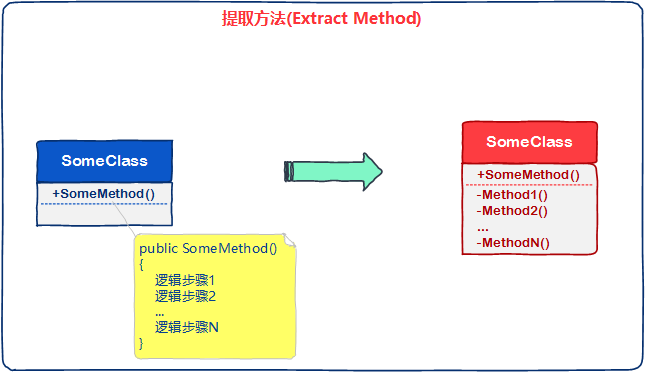 提取方法(Extract Method)
SomeClass
+SomeMethod()
public SomeMethod()
{
逻辑步骤1
逻辑步骤2
...
逻辑步骤N
}
SomeClass
+SomeMethod()
-Method1()
-Method2()
...
-MethodN()